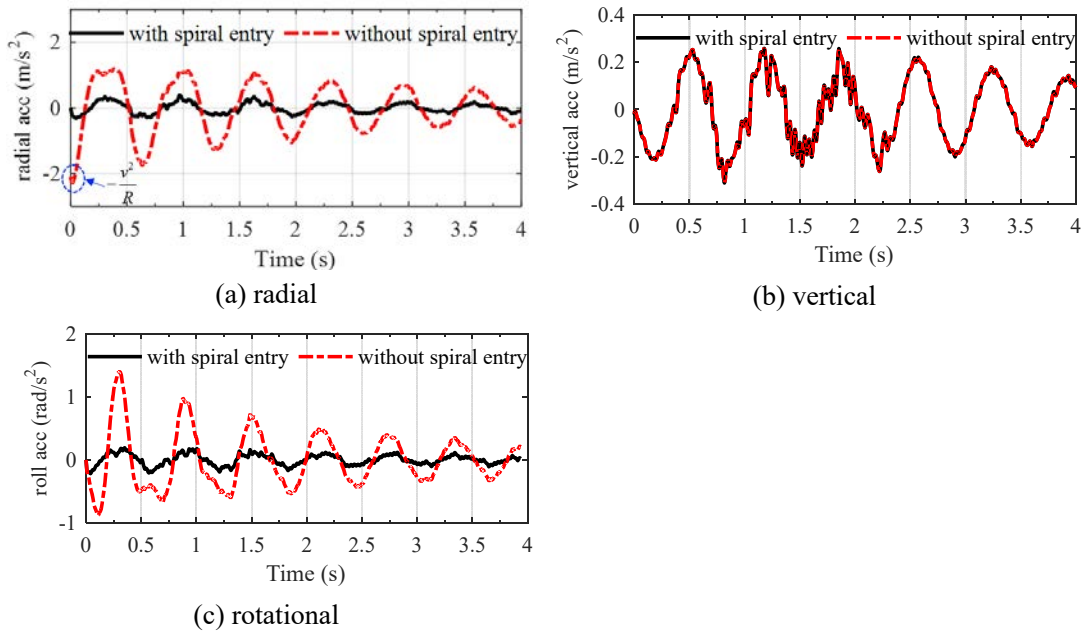 with spiral entry without spiral entry
radial acc (m/s²)
2
0
-2
-v²/R
0 0.5 1 1.5 2 2.5 3 3.5 4
Time (s)
(a) radial
with spiral entry without spiral entry
vertical acc (m/s²)
0.4
0.2
0
-0.2
-0.4
0 0.5 1 1.5 2 2.5 3 3.5 4
Time (s)
(b) vertical
with spiral entry without spiral entry
roll acc (rad/s²)
2
1
0
-1
0 0.5 1 1.5 2 2.5 3 3.5 4
Time (s)
(c) rotational